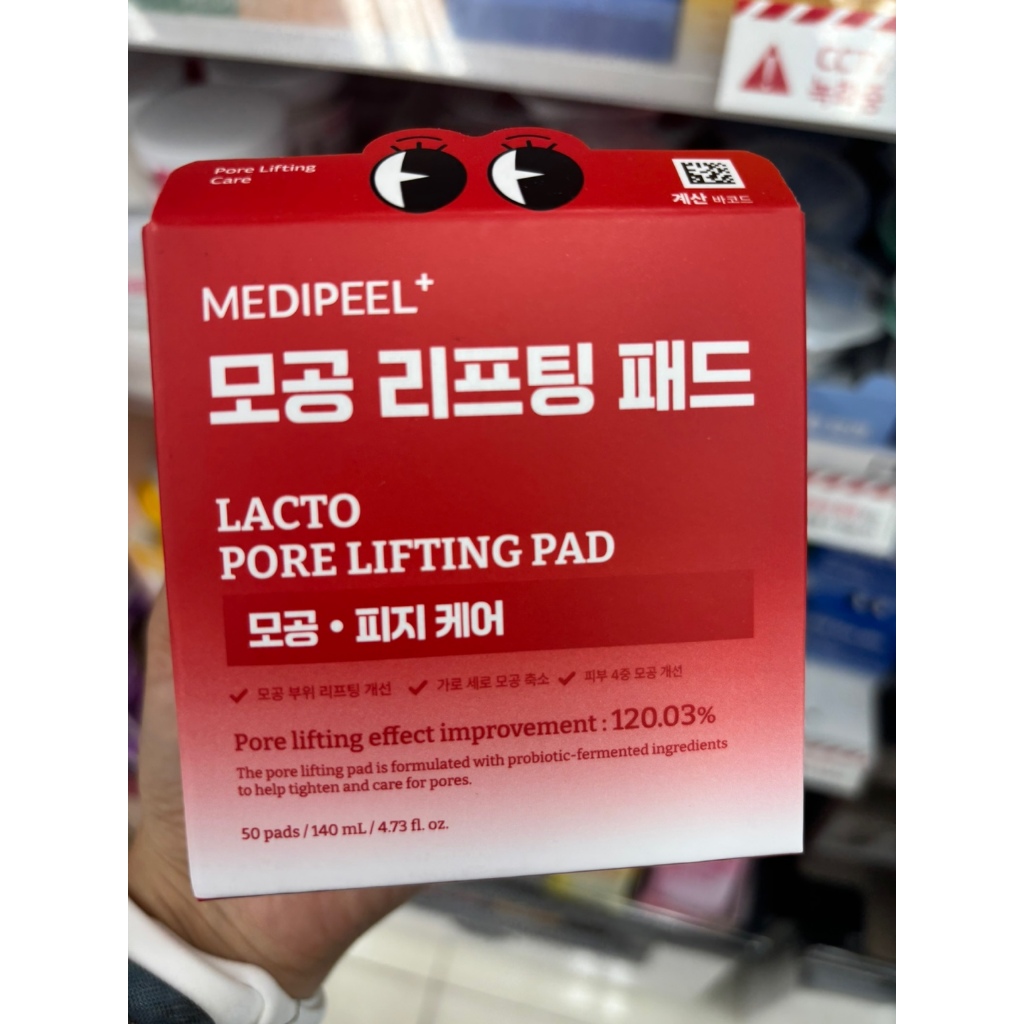 Pore Lifting
Care
계산 바코드
MEDIPEEL+
모공 리프팅 패드
LACTO
PORE LIFTING PAD
모공 • 피지 케어
✓ 모공 부위 리프팅 개선 ✓ 가로 세로 모공 축소 ✓ 피부 4중 모공 개선
Pore lifting effect improvement : 120.03%
The pore lifting pad is formulated with probiotic-fermented ingredients
to help tighten and care for pores.
50 pads / 140 mL / 4.73 fl. oz.